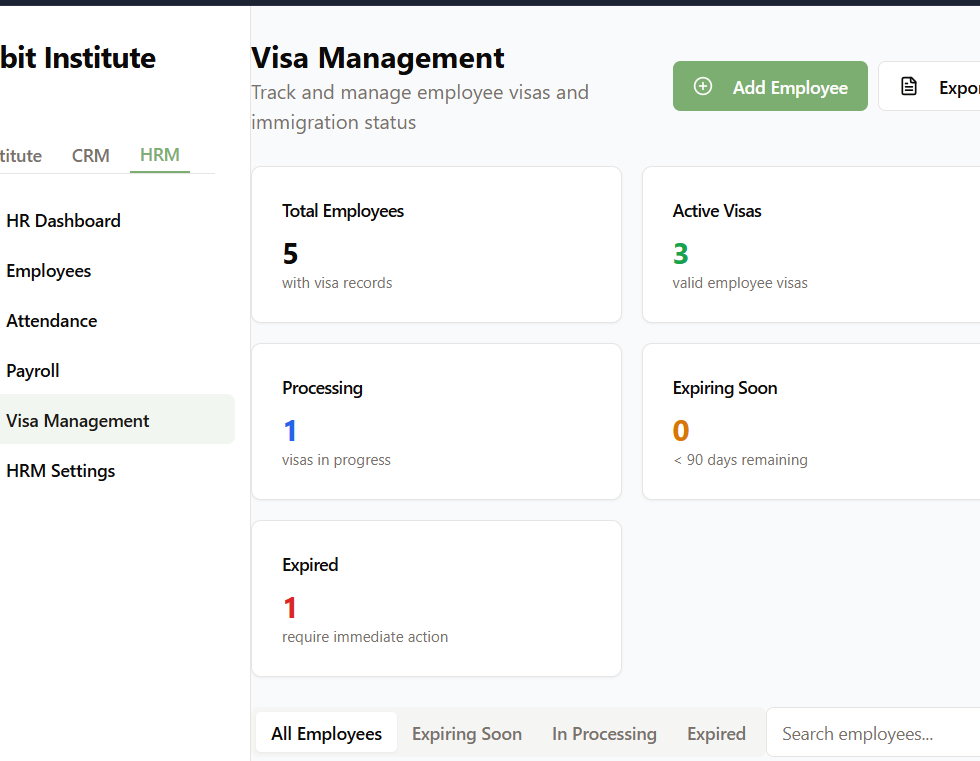 bit Institute
titute CRM HRM
HR Dashboard
Employees
Attendance
Payroll
Visa Management
HRM Settings
Visa Management
Track and manage employee visas and
immigration status
Add Employee
Expor
Total Employees
5
with visa records
Active Visas
3
valid employee visas
Processing
1
visas in progress
Expiring Soon
0
< 90 days remaining
Expired
1
require immediate action
All Employees Expiring Soon In Processing Expired
Search employees...